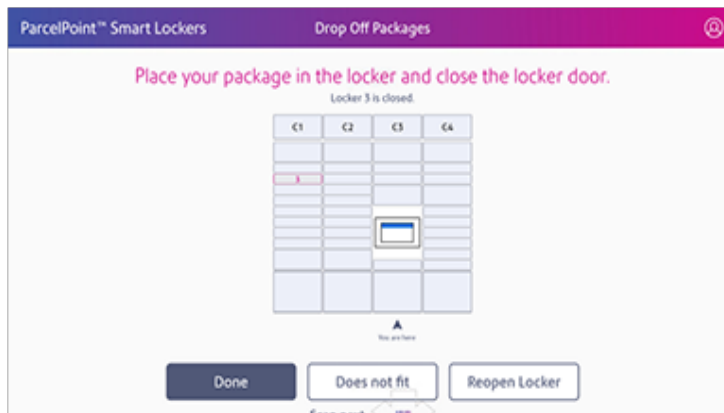 ParcelPoint™ Smart Lockers
Drop Off Packages
Place your package in the locker and close the locker door.
Locker 3 is closed.
C1 C2 C3 C4
3
You are here
Done
Does not fit
Reopen Locker